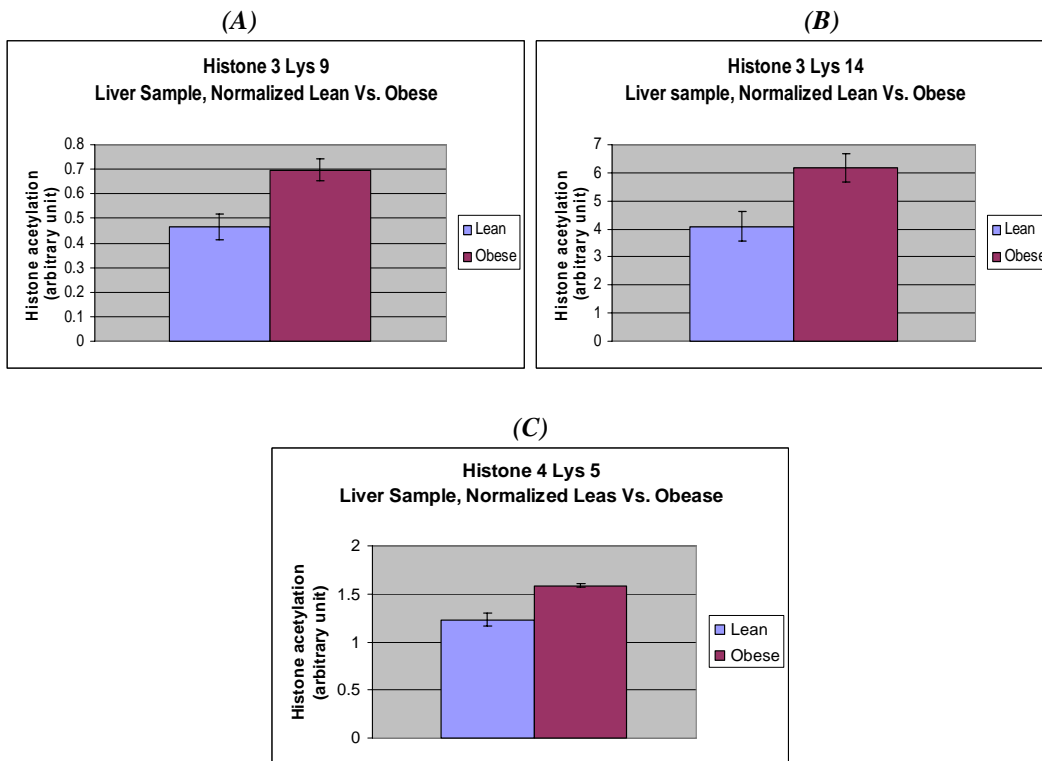 (A)
Histone 3 Lys 9
Liver Sample, Normalized Lean Vs. Obese
Histone acetylation
(arbitrary unit)
0.8
0.7
0.6
0.5
0.4
0.3
0.2
0.1
0
Lean
Obese
(B)
Histone 3 Lys 14
Liver sample, Normalized Lean Vs. Obese
Histone acetylation
(arbitrary unit)
7
6
5
4
3
2
1
0
Lean
Obese
(C)
Histone 4 Lys 5
Liver Sample, Normalized Leas Vs. Obease
Histone acetylation
(arbitrary unit)
2
1.5
1
0.5
0
Lean
Obese